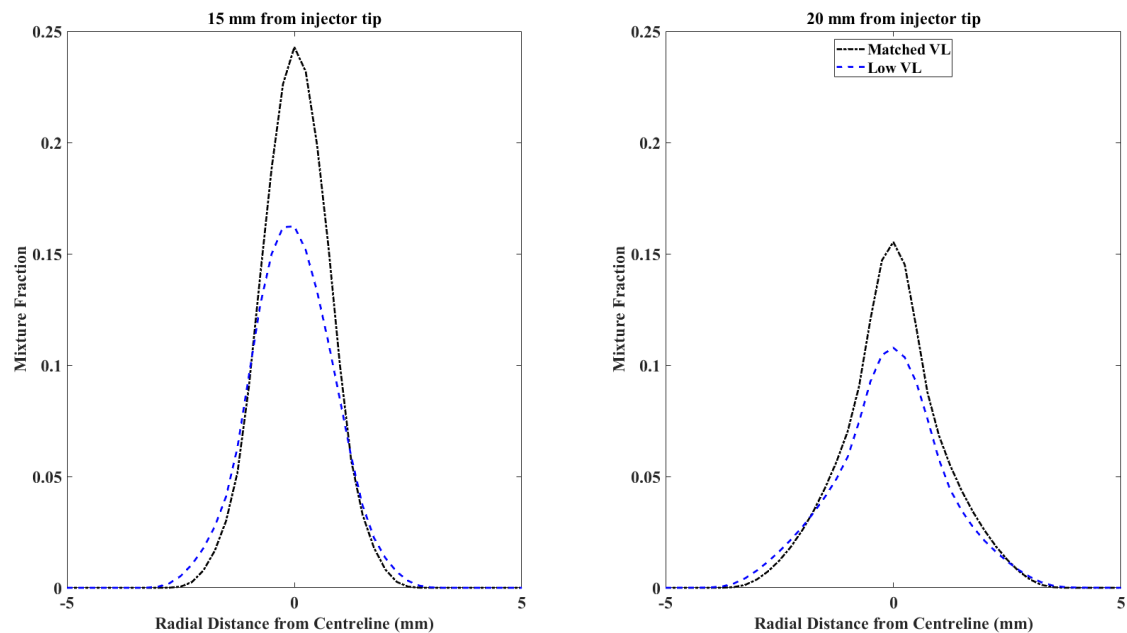 15 mm from injector tip
0.25
0.2
0.15
0.1
0.05
0
-5
0
5
Mixture Fraction
Radial Distance from Centreline (mm)
20 mm from injector tip
Matched VL
Low VL
0.25
0.2
0.15
0.1
0.05
0
-5
0
5
Mixture Fraction
Radial Distance from Centreline (mm)